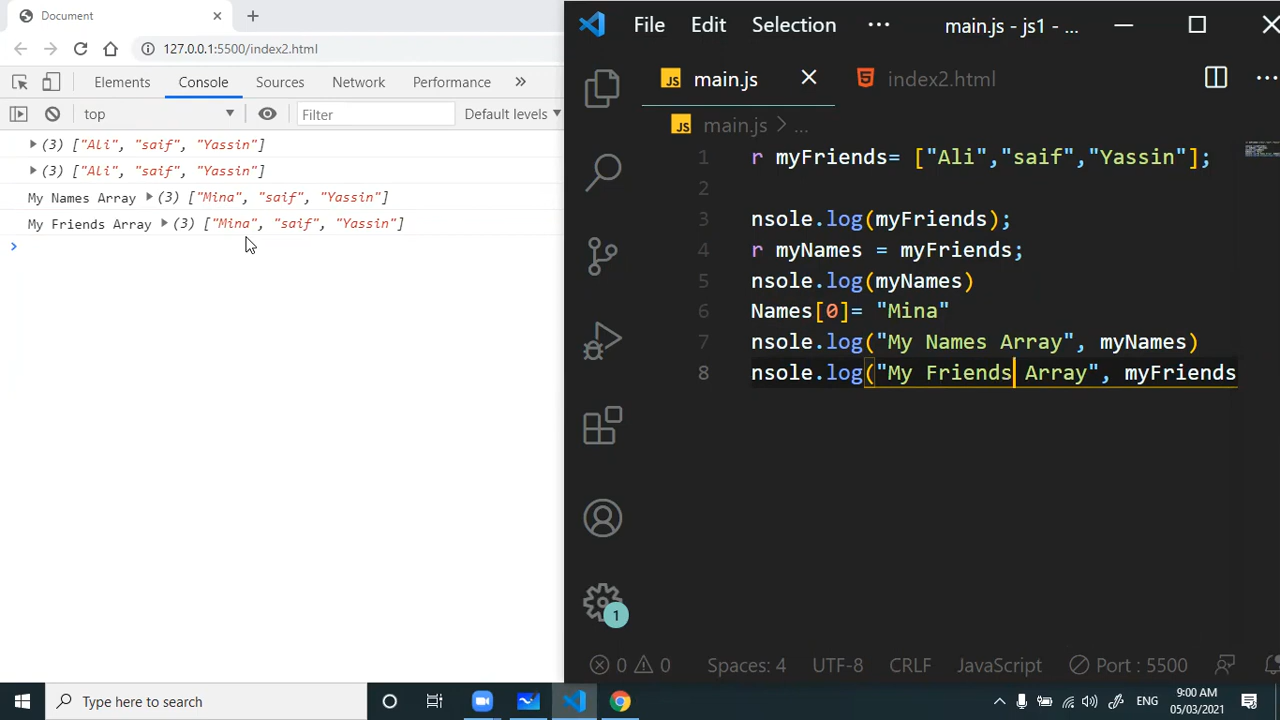 Document
127.0.0.1:5500/index2.html
Elements Console Sources Network Performance »
top Filter Default levels
(3) ["Ali", "saif", "Yassin"]
(3) ["Ali", "saif", "Yassin"]
My Names Array (3) ["Mina", "saif", "Yassin"]
My Friends Array (3) ["Mina", "saif", "Yassin"]
File Edit Selection ··· main.js - js1 - ...
JS main.js index2.html ···
JS main.js > ...
1 r myFriends= ["Ali","saif","Yassin"];
2
3 nsole.log(myFriends);
4 r myNames = myFriends;
5 nsole.log(myNames)
6 Names[0]= "Mina"
7 nsole.log("My Names Array", myNames)
8 nsole.log("My Friends Array", myFriends
1
0 0 Spaces: 4 UTF-8 CRLF JavaScript Port : 5500
Type here to search
ENG
9:00 AM
05/03/2021